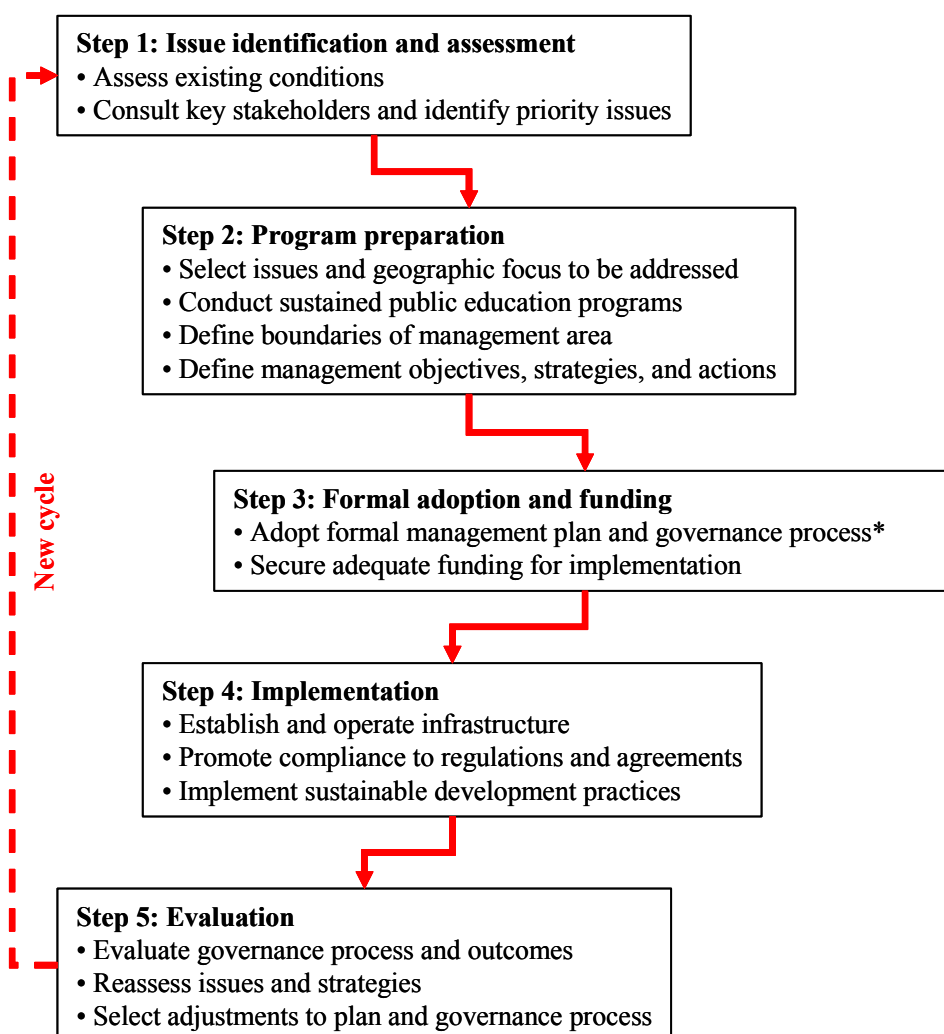 Step 1: Issue identification and assessment
• Assess existing conditions
• Consult key stakeholders and identify priority issues
Step 2: Program preparation
• Select issues and geographic focus to be addressed
• Conduct sustained public education programs
• Define boundaries of management area
• Define management objectives, strategies, and actions
Step 3: Formal adoption and funding
• Adopt formal management plan and governance process*
• Secure adequate funding for implementation
New cycle
Step 4: Implementation
• Establish and operate infrastructure
• Promote compliance to regulations and agreements
• Implement sustainable development practices
Step 5: Evaluation
• Evaluate governance process and outcomes
• Reassess issues and strategies
• Select adjustments to plan and governance process